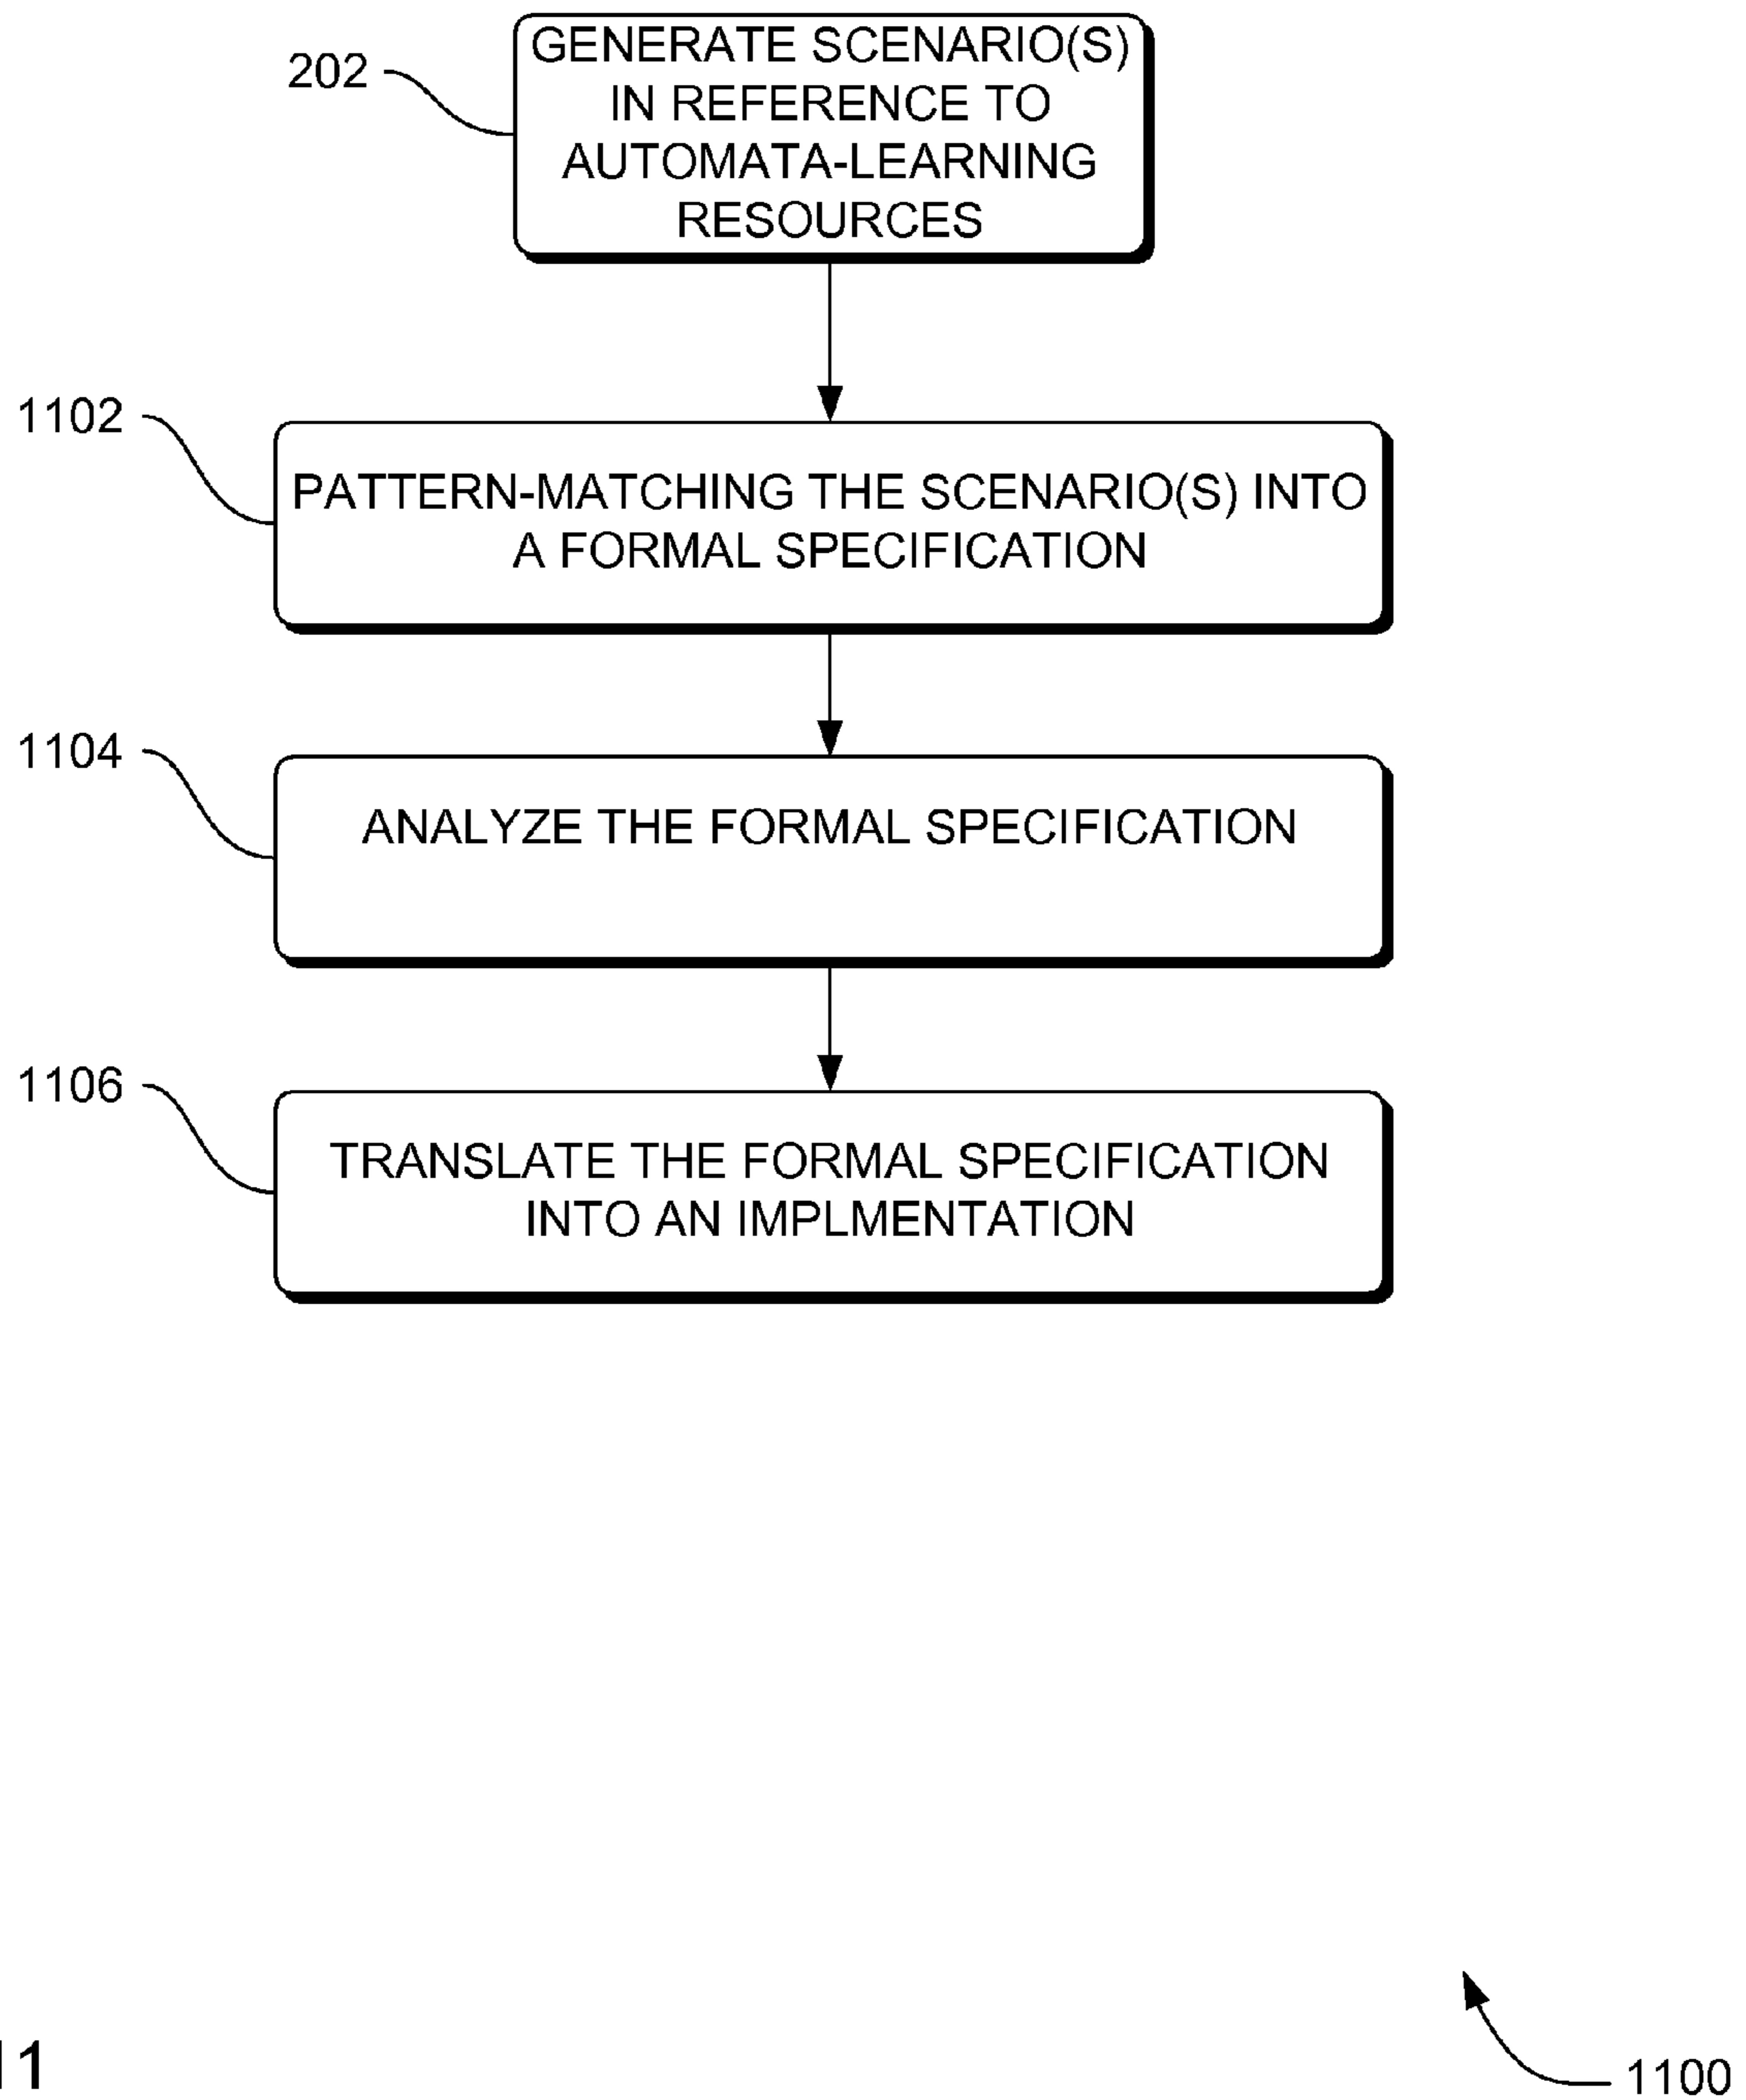 202
GENERATE SCENARIO(S)
IN REFERENCE TO
AUTOMATA-LEARNING
RESOURCES
1102
PATTERN-MATCHING THE SCENARIO(S) INTO
A FORMAL SPECIFICATION
1104
ANALYZE THE FORMAL SPECIFICATION
1106
TRANSLATE THE FORMAL SPECIFICATION
INTO AN IMPLMENTATION
11
1100